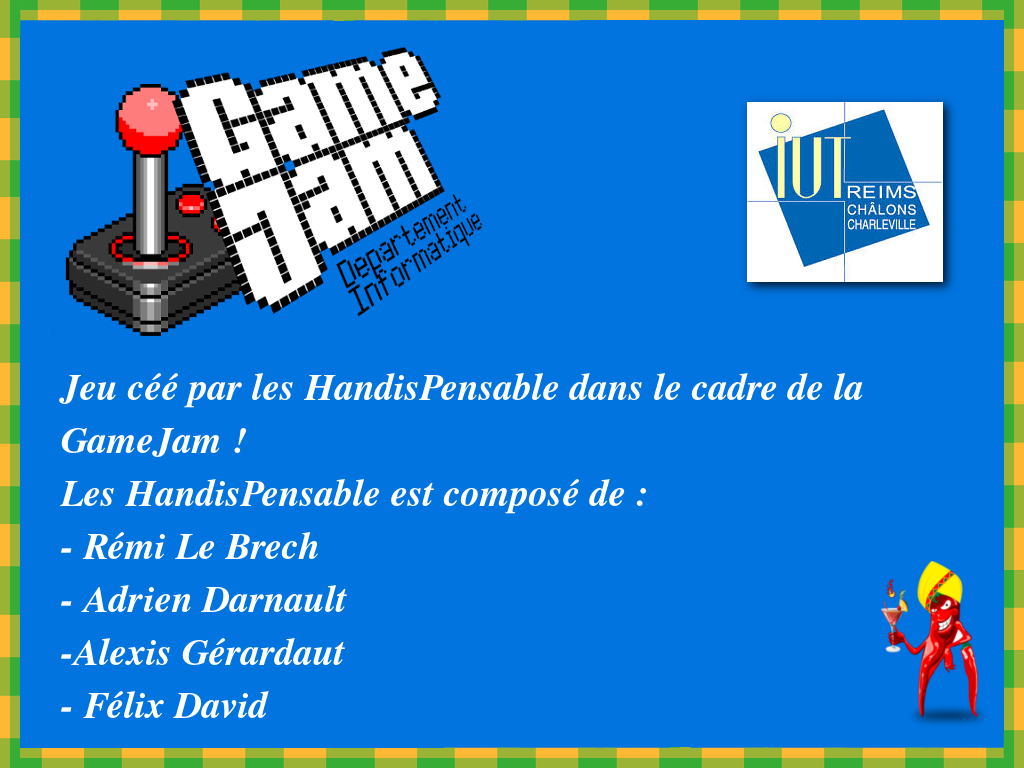 Game
Jam
Departement
Informatique
iUT
REIMS
CHÂLONS
CHARLEVILLE
Jeu céé par les HandisPensable dans le cadre de la
GameJam !
Les HandisPensable est composé de :
- Rémi Le Brech
- Adrien Darnault
-Alexis Gérardaut
- Félix David